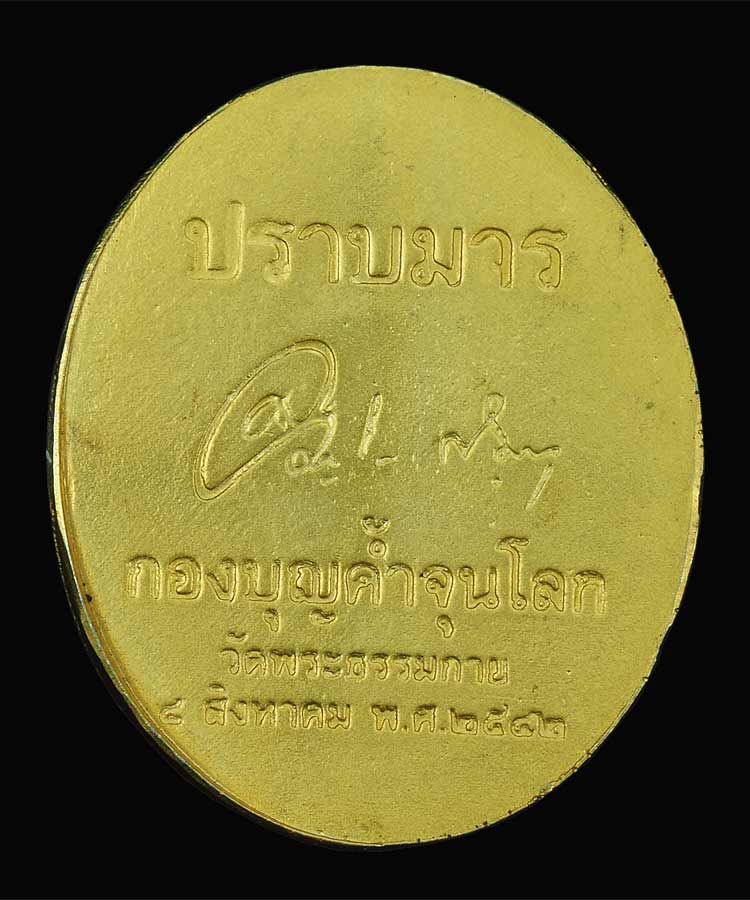 ปราบมาร
กองบุญค้ำจุนโลก
วัดพระธรรมกาย
๘ สิงหาคม พ.ศ.๒๕๔๒